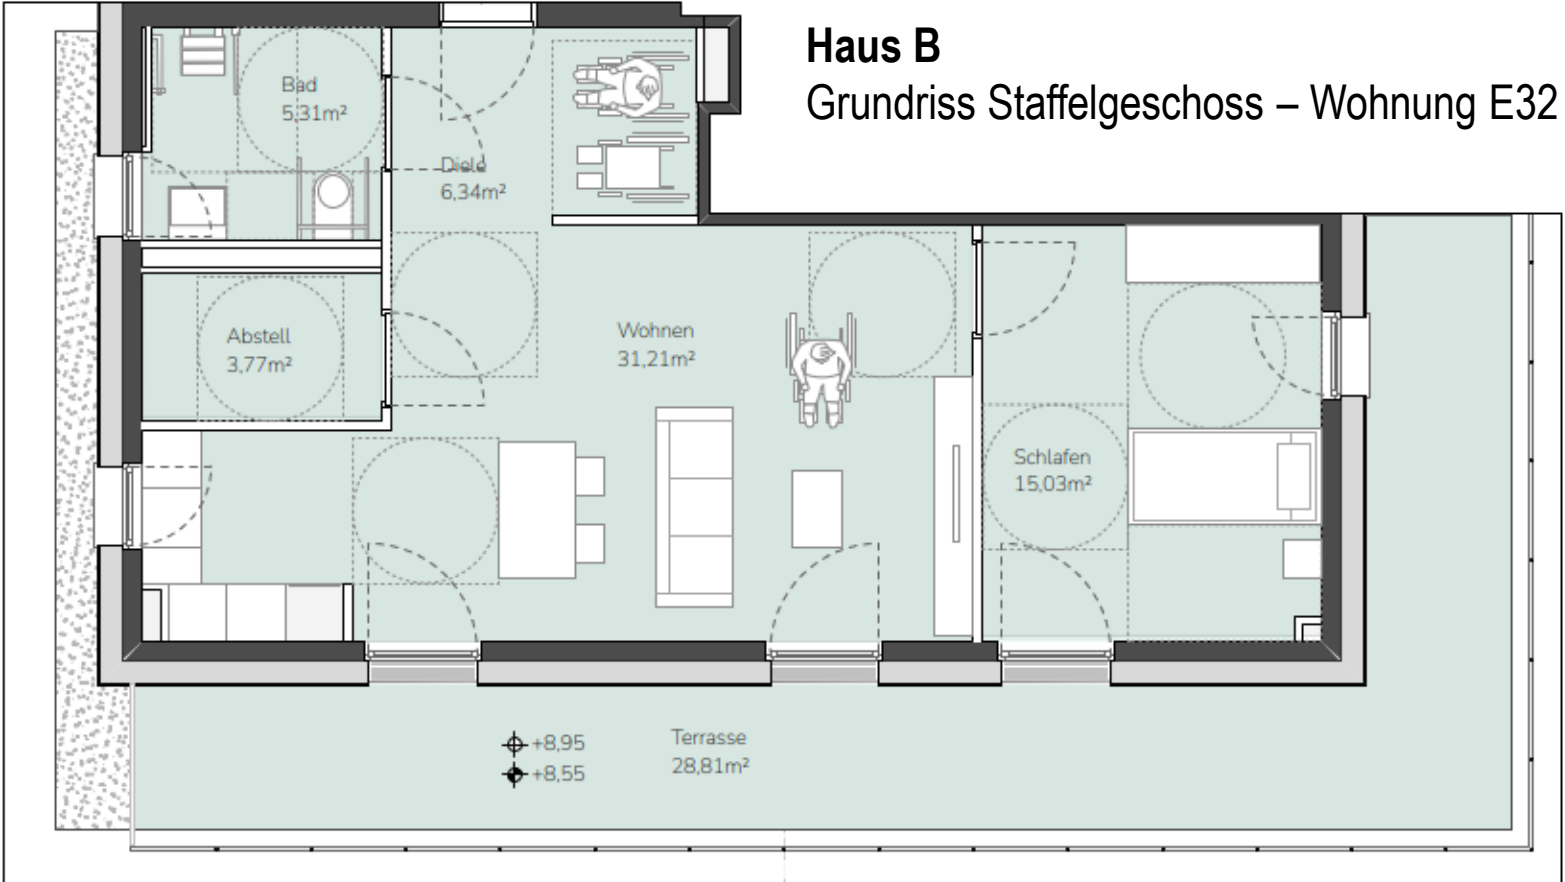 Haus B
Grundriss Staffelgeschoss – Wohnung E32
Bad
5,31m²
Diele
6,34m²
Abstell
3,77m²
Wohnen
31,21m²
Schlafen
15,03m²
+8,95
+8,55
Terrasse
28,81m²